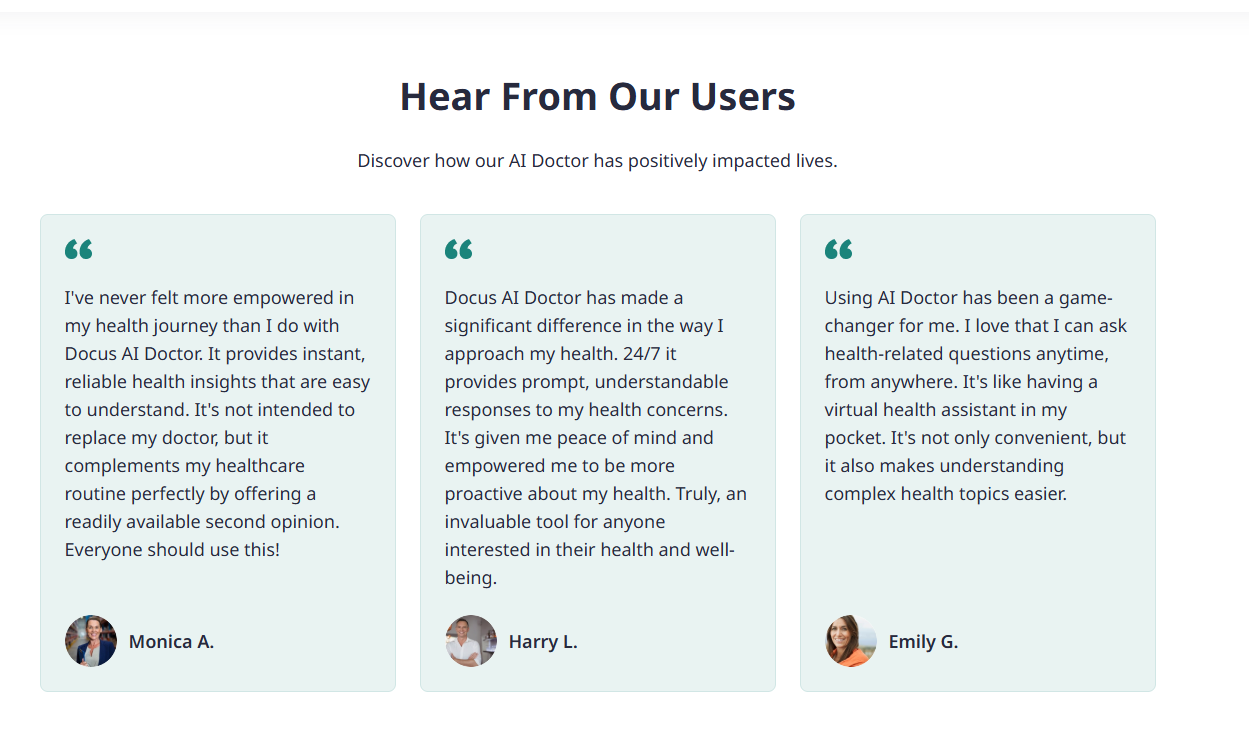 Hear From Our Users
Discover how our AI Doctor has positively impacted lives.
“
I've never felt more empowered in
my health journey than I do with
Docus AI Doctor. It provides instant,
reliable health insights that are easy
to understand. It's not intended to
replace my doctor, but it
complements my healthcare
routine perfectly by offering a
readily available second opinion.
Everyone should use this!
Monica A.
“
Docus AI Doctor has made a
significant difference in the way I
approach my health. 24/7 it
provides prompt, understandable
responses to my health concerns.
It's given me peace of mind and
empowered me to be more
proactive about my health. Truly, an
invaluable tool for anyone
interested in their health and well-
being.
Harry L.
“
Using AI Doctor has been a game-
changer for me. I love that I can ask
health-related questions anytime,
from anywhere. It's like having a
virtual health assistant in my
pocket. It's not only convenient, but
it also makes understanding
complex health topics easier.
Emily G.